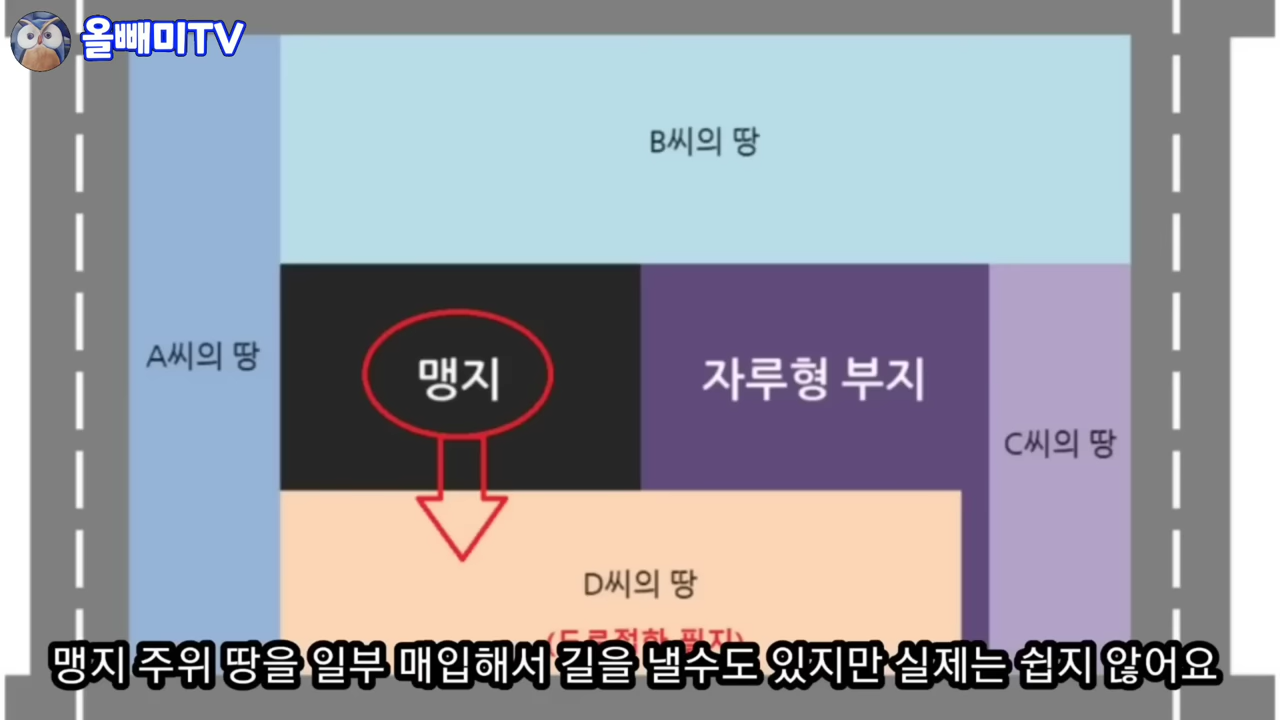 올빼미TV
B씨의 땅
A씨의 땅
맹지
자루형 부지
C씨의 땅
D씨의 땅
맹지 주위 땅을 일부 매입해서 길을 낼수도 있지만 실제는 쉽지 않어요